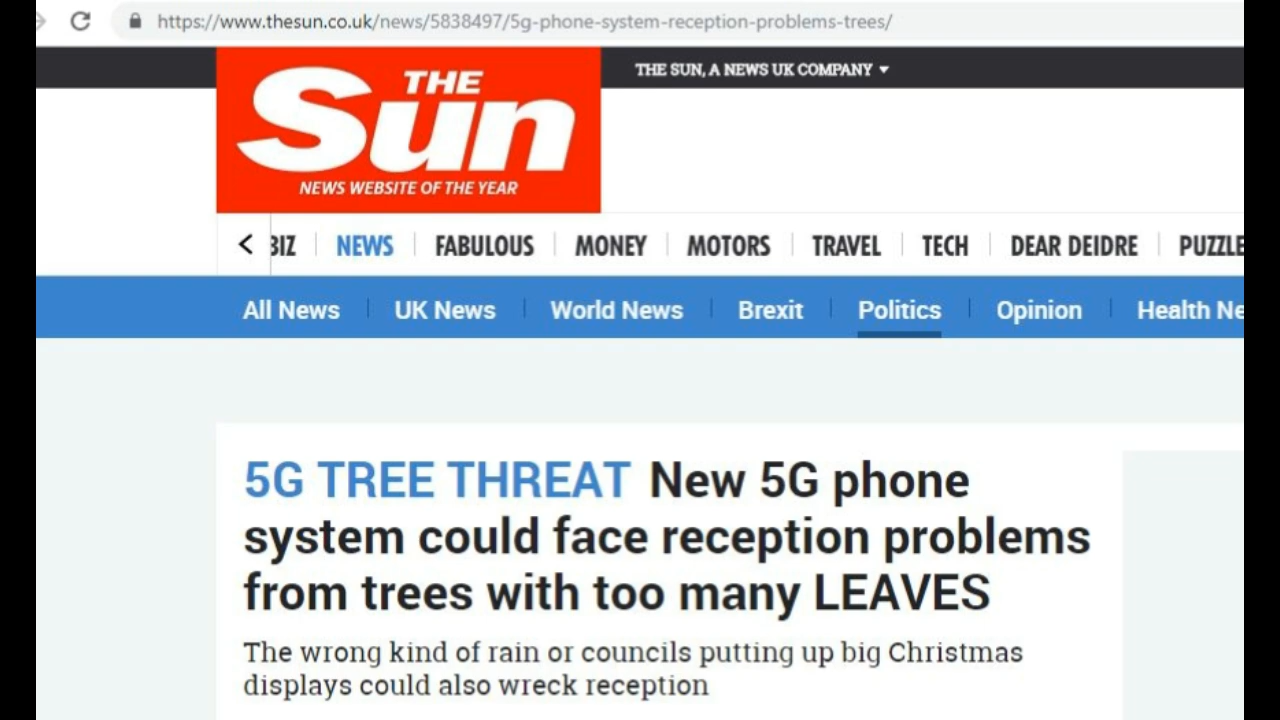 https://www.thesun.co.uk/news/5838497/5g-phone-system-reception-problems-trees/
THE SUN, A NEWS UK COMPANY
THE
Sun
NEWS WEBSITE OF THE YEAR
BIZ NEWS FABULOUS MONEY MOTORS TRAVEL TECH DEAR DEIDRE PUZZLE
All News UK News World News Brexit Politics Opinion Health Ne
5G TREE THREAT New 5G phone
system could face reception problems
from trees with too many LEAVES
The wrong kind of rain or councils putting up big Christmas
displays could also wreck reception